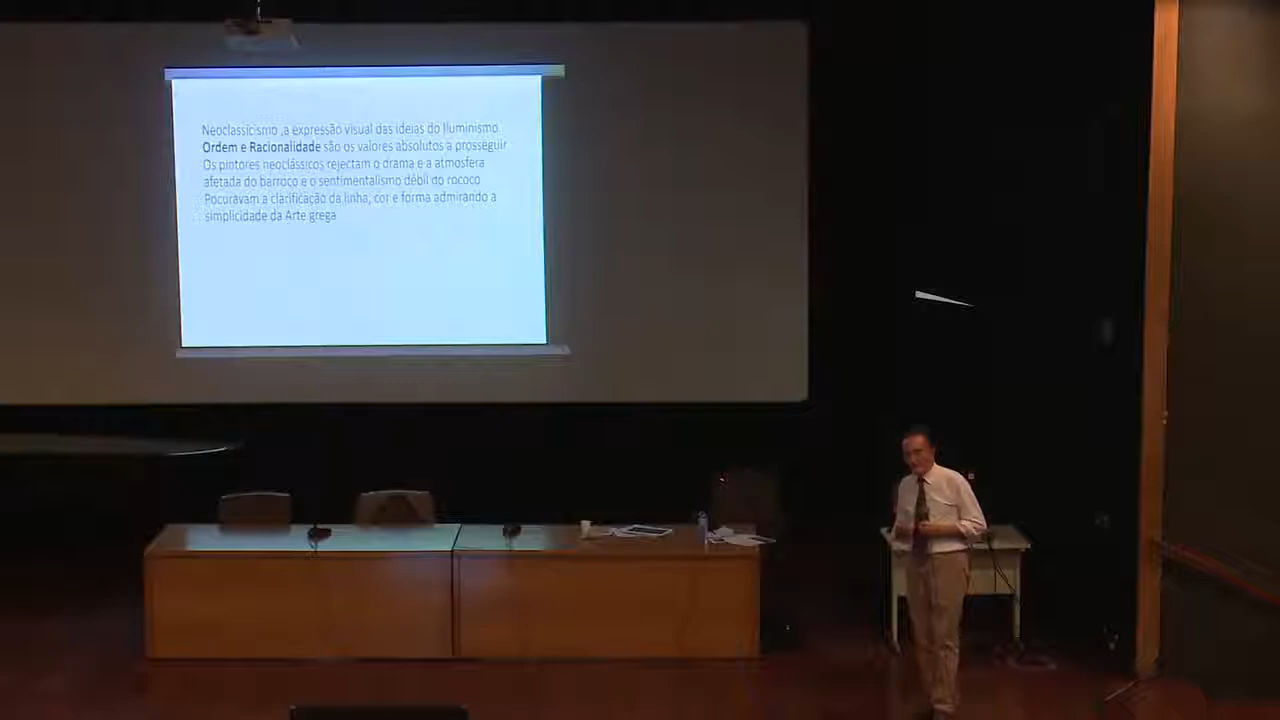 Neoclassicismo ,a expressão visual das ideias do Iluminismo.
Ordem e Racionalidade são os valores absolutos a prosseguir
Os pintores neoclássicos rejectam o drama e a atmosfera
afetada do barroco e o sentimentalismo débil do rococo
Pocuravam a clarificação da linha, cor e forma admirando a
simplicidade da Arte grega